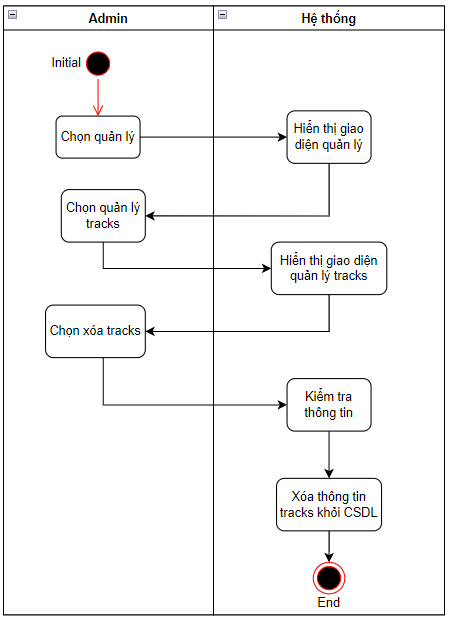 Admin
Hệ thống
Initial
Chọn quản lý
Hiển thị giao
diện quản lý
Chọn quản lý
tracks
Hiển thị giao diện
quản lý tracks
Chọn xóa tracks
Kiểm tra
thông tin
Xóa thông tin
tracks khỏi CSDL
End